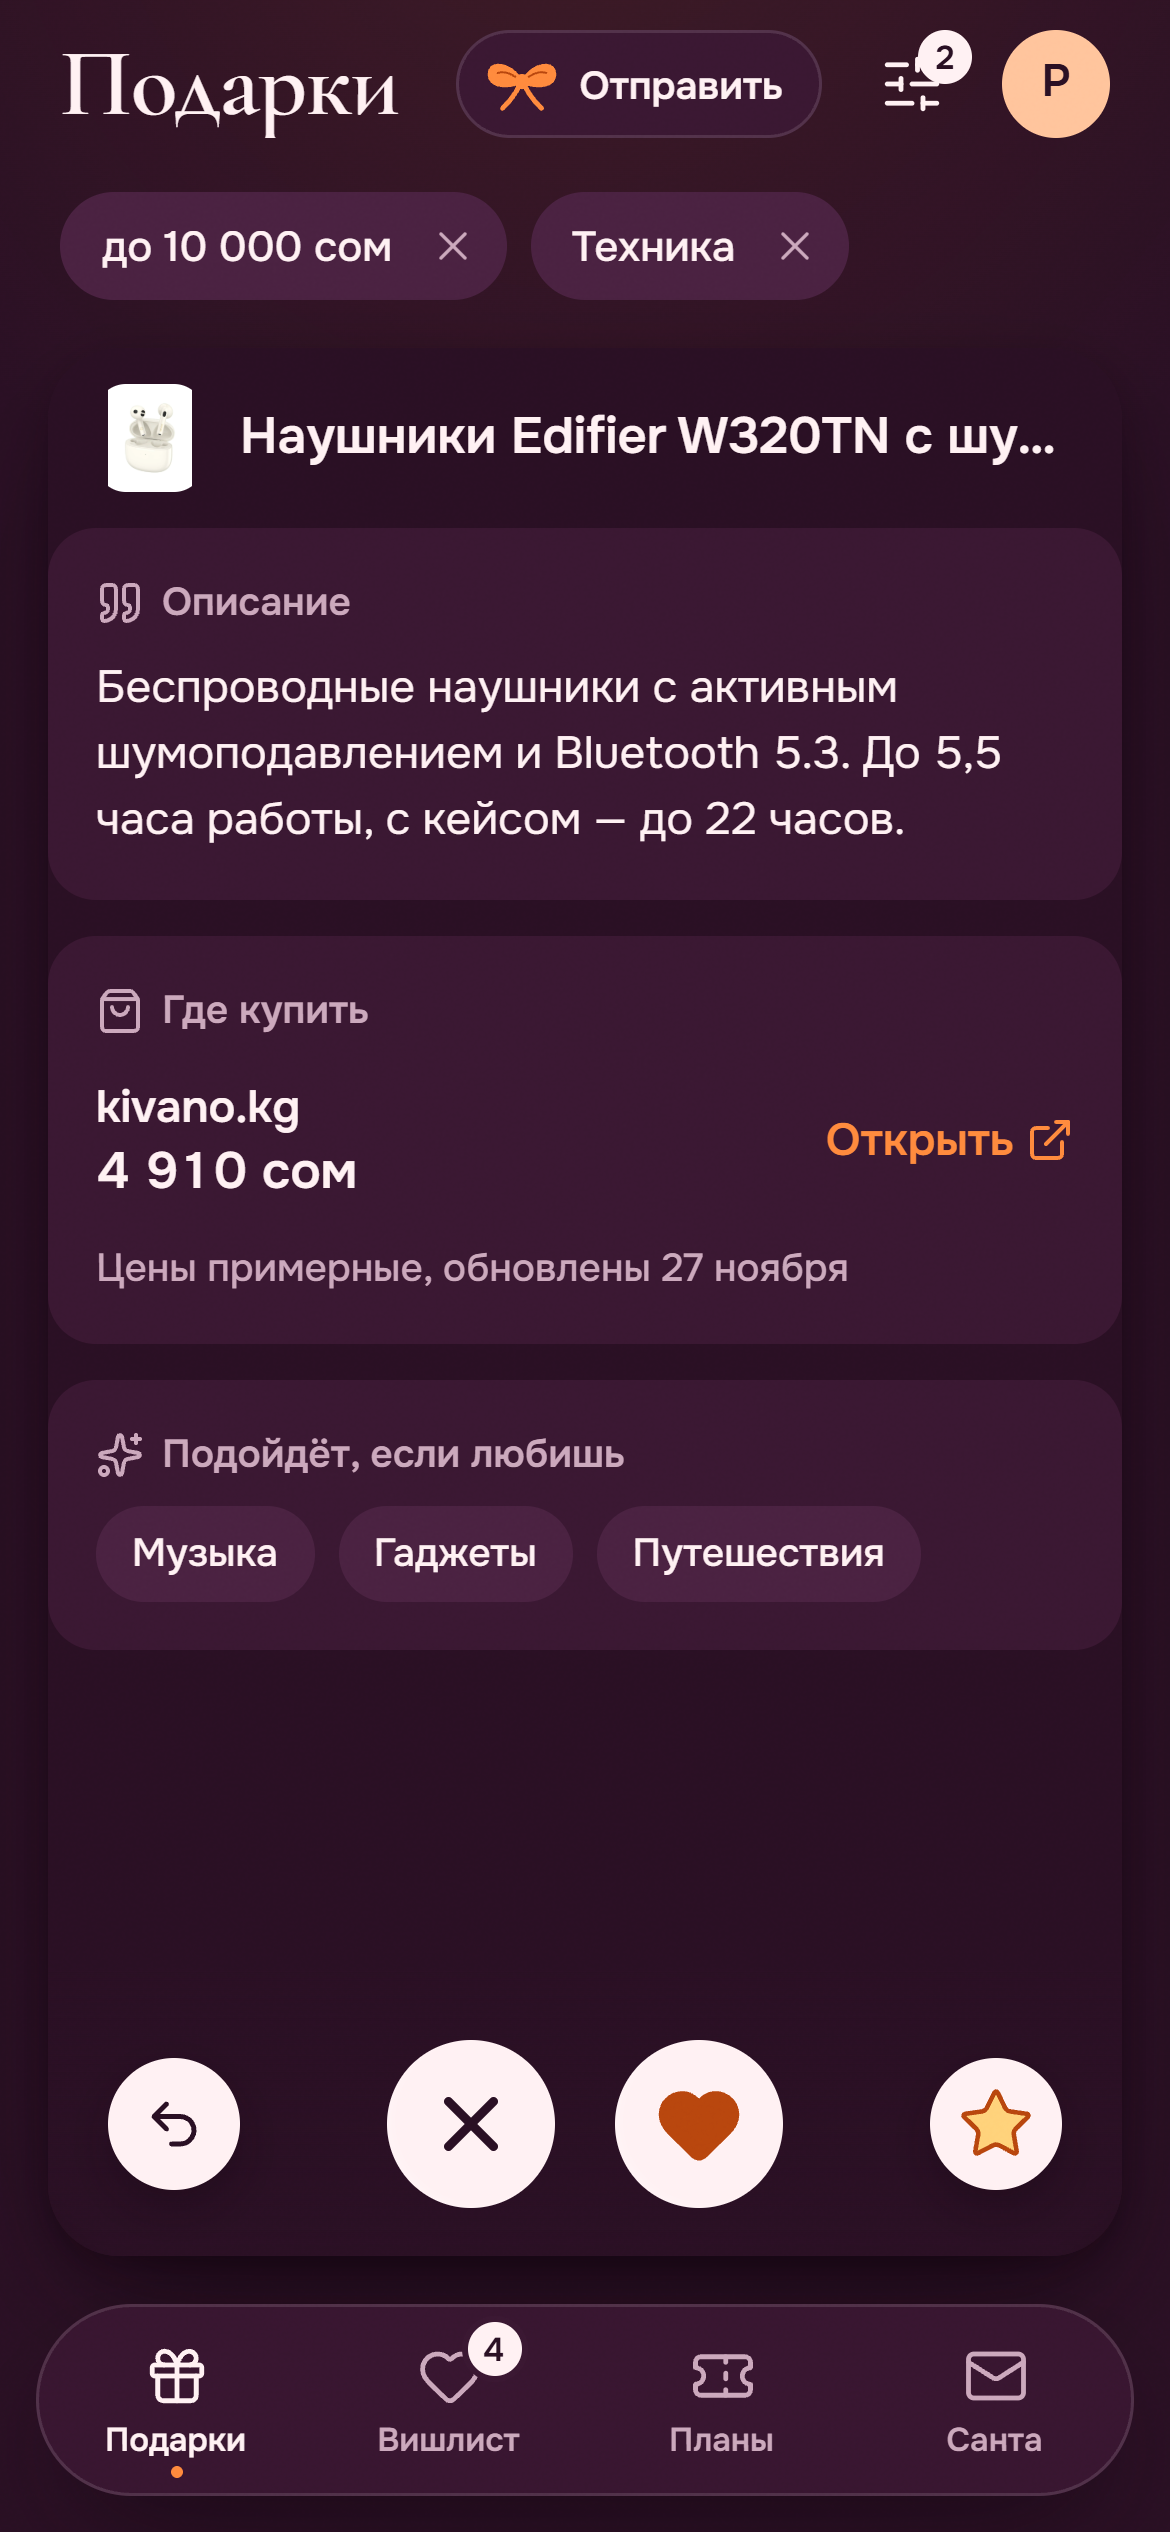 Подарки
Отправить
2
P
до 10 000 сом
Техника
Наушники Edifier W320TN с шу...
Описание
Беспроводные наушники с активным
шумоподавлением и Bluetooth 5.3. До 5,5
часа работы, с кейсом — до 22 часов.
Где купить
kivano.kg
4 910 сом
Открыть
Цены примерные, обновлены 27 ноября
Подойдёт, если любишь
Музыка
Гаджеты
Путешествия
4
Подарки
Вишлист
Планы
Санта